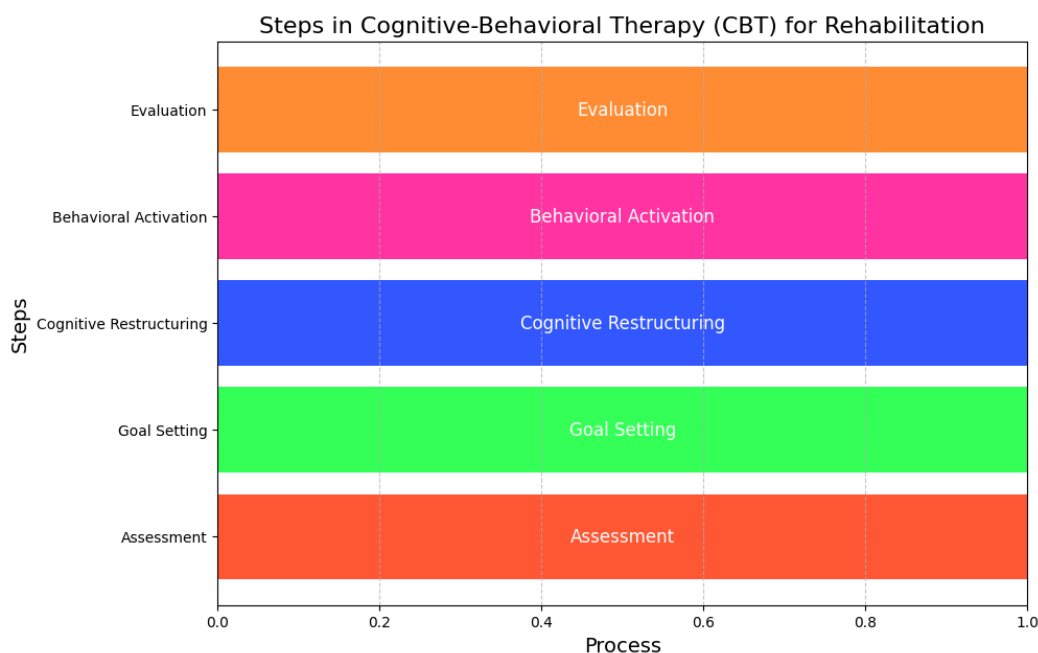 Steps in Cognitive-Behavioral Therapy (CBT) for Rehabilitation
Steps
Evaluation
Evaluation
Behavioral Activation
Behavioral Activation
Cognitive Restructuring
Cognitive Restructuring
Goal Setting
Goal Setting
Assessment
Assessment
0.0 0.2 0.4 0.6 0.8 1.0
Process